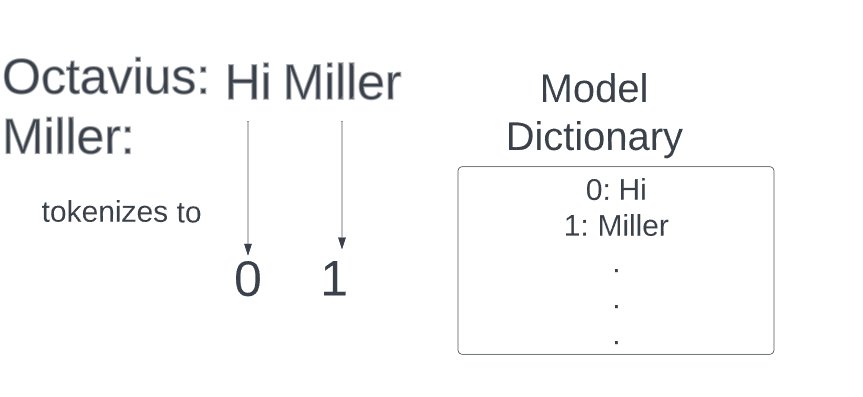 Octavius: Hi Miller
Miller:
tokenizes to
0 1
Model
Dictionary
0: Hi
1: Miller
.
.
.